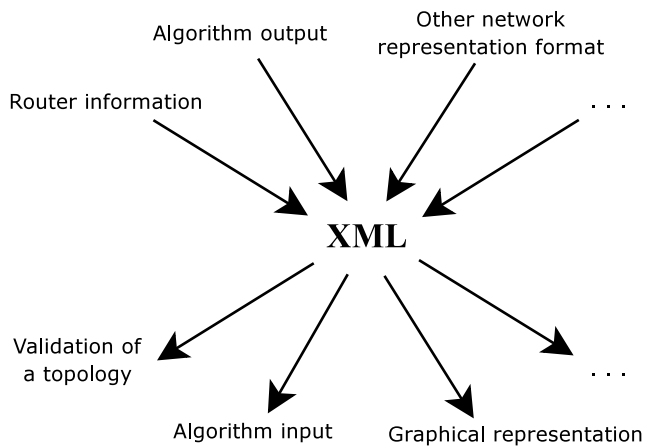 Algorithm output
Other network
representation format
Router information
. . .
XML
Validation of
a topology
. . .
Algorithm input
Graphical representation